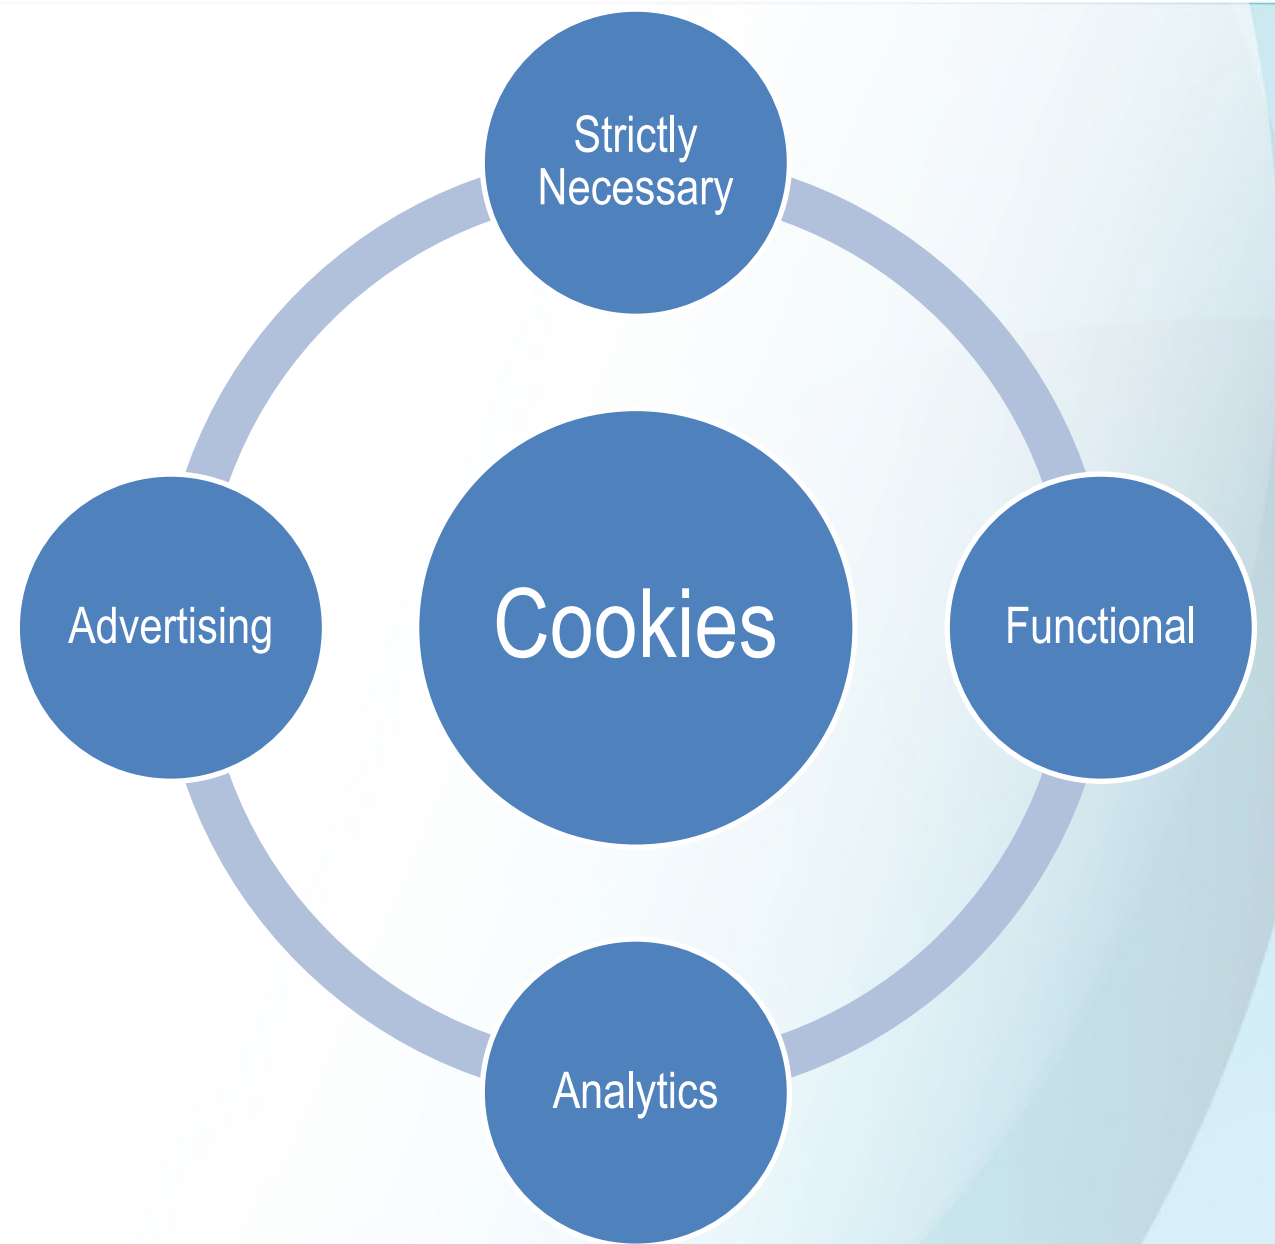 Strictly
Necessary
Advertising
Cookies
Functional
Analytics